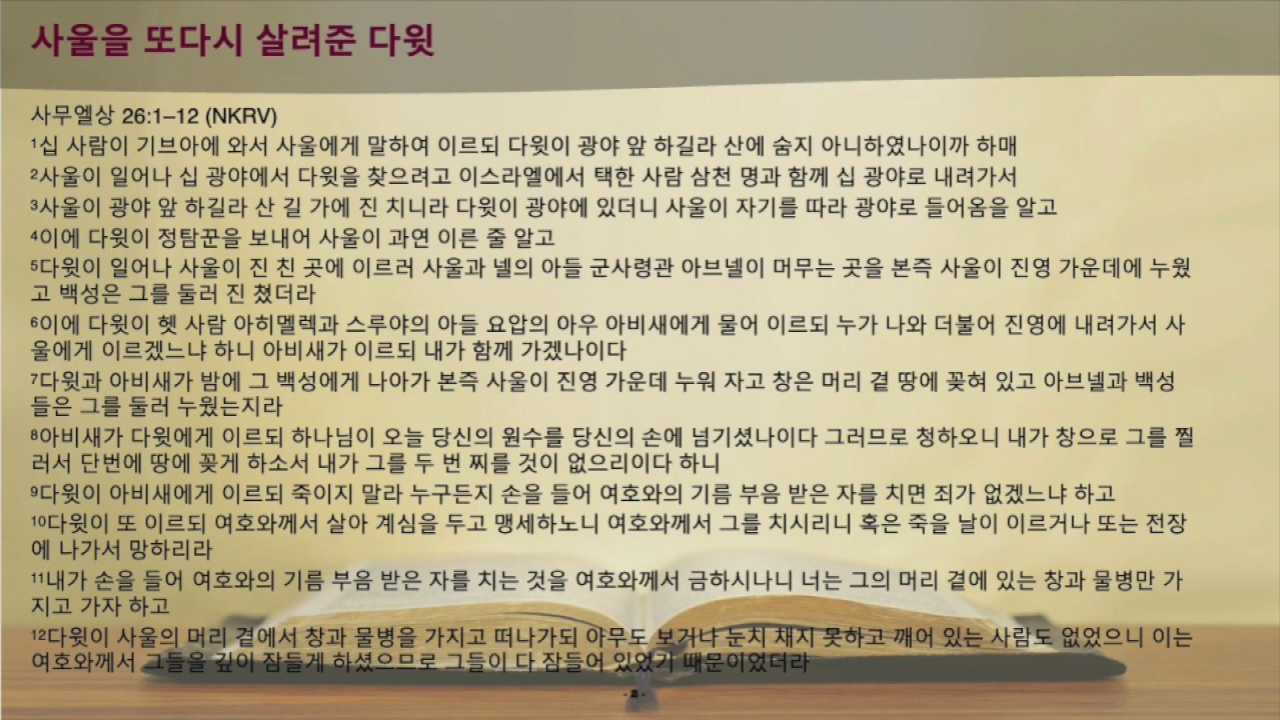 사울을 또다시 살려준 다윗
사무엘상 26:1–12 (NKRV)
¹십 사람이 기브아에 와서 사울에게 말하여 이르되 다윗이 광야 앞 하길라 산에 숨지 아니하였나이까 하매
²사울이 일어나 십 광야에서 다윗을 찾으려고 이스라엘에서 택한 사람 삼천 명과 함께 십 광야로 내려가서
³사울이 광야 앞 하길라 산 길 가에 진 치니라 다윗이 광야에 있더니 사울이 자기를 따라 광야로 들어옴을 알고
⁴이에 다윗이 정탐꾼을 보내어 사울이 과연 이른 줄 알고
⁵다윗이 일어나 사울이 진 친 곳에 이르러 사울과 넬의 아들 군사령관 아브넬이 머무는 곳을 본즉 사울이 진영 가운데에 누웠
고 백성은 그를 둘러 진 쳤더라
⁶이에 다윗이 헷 사람 아히멜렉과 스루야의 아들 요압의 아우 아비새에게 물어 이르되 누가 나와 더불어 진영에 내려가서 사
울에게 이르겠느냐 하니 아비새가 이르되 내가 함께 가겠나이다
⁷다윗과 아비새가 밤에 그 백성에게 나아가 본즉 사울이 진영 가운데 누워 자고 창은 머리 곁 땅에 꽂혀 있고 아브넬과 백성
들은 그를 둘러 누웠는지라
⁸아비새가 다윗에게 이르되 하나님이 오늘 당신의 원수를 당신의 손에 넘기셨나이다 그러므로 청하오니 내가 창으로 그를 찔
러서 단번에 땅에 꽂게 하소서 내가 그를 두 번 찌를 것이 없으리이다 하니
⁹다윗이 아비새에게 이르되 죽이지 말라 누구든지 손을 들어 여호와의 기름 부음 받은 자를 치면 죄가 없겠느냐 하고
¹⁰다윗이 또 이르되 여호와께서 살아 계심을 두고 맹세하노니 여호와께서 그를 치시리니 혹은 죽을 날이 이르거나 또는 전장
에 나가서 망하리라
¹¹내가 손을 들어 여호와의 기름 부음 받은 자를 치는 것을 여호와께서 금하시나니 너는 그의 머리 곁에 있는 창과 물병만 가
지고 가자 하고
¹²다윗이 사울의 머리 곁에서 창과 물병을 가지고 떠나가되 아무도 보거나 눈치 채지 못하고 깨어 있는 사람도 없었으니 이는
여호와께서 그들을 깊이 잠들게 하셨으므로 그들이 다 잠들어 있었기 때문이었더라
- 2 -